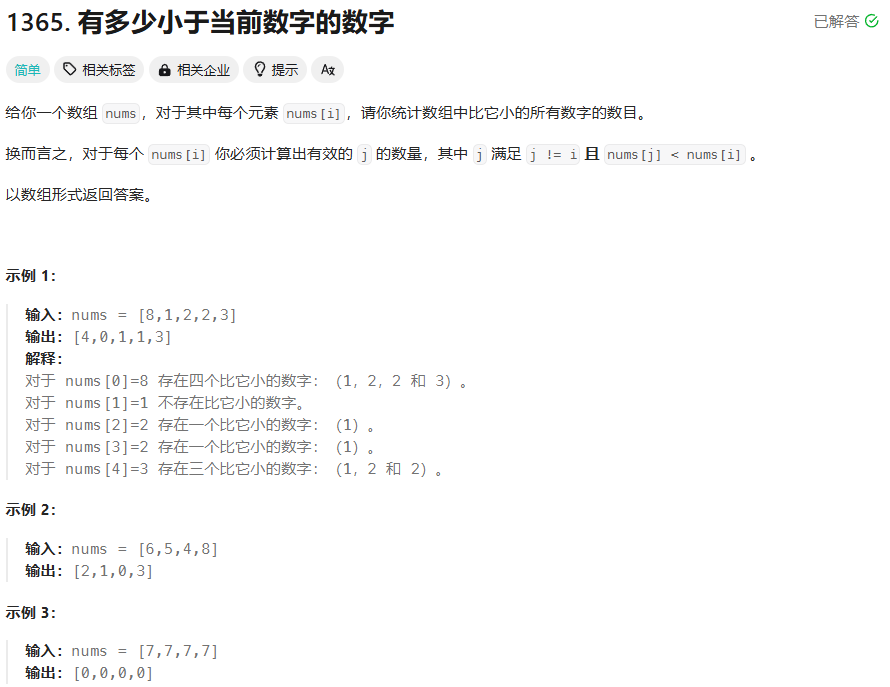 1365. 有多少小于当前数字的数字
已解答
简单 相关标签 相关企业 提示 Aあ
给你一个数组 nums，对于其中每个元素 nums[i]，请你统计数组中比它小的所有数字的数目。
换而言之，对于每个 nums[i] 你必须计算出有效的 j 的数量，其中 j 满足 j != i 且 nums[j] < nums[i] 。
以数组形式返回答案。
示例 1：
输入：nums = [8,1,2,2,3]
输出：[4,0,1,1,3]
解释：
对于 nums[0]=8 存在四个比它小的数字：（1，2，2 和 3）。
对于 nums[1]=1 不存在比它小的数字。
对于 nums[2]=2 存在一个比它小的数字：（1）。
对于 nums[3]=2 存在一个比它小的数字：（1）。
对于 nums[4]=3 存在三个比它小的数字：（1，2 和 2）。
示例 2：
输入：nums = [6,5,4,8]
输出：[2,1,0,3]
示例 3：
输入：nums = [7,7,7,7]
输出：[0,0,0,0]